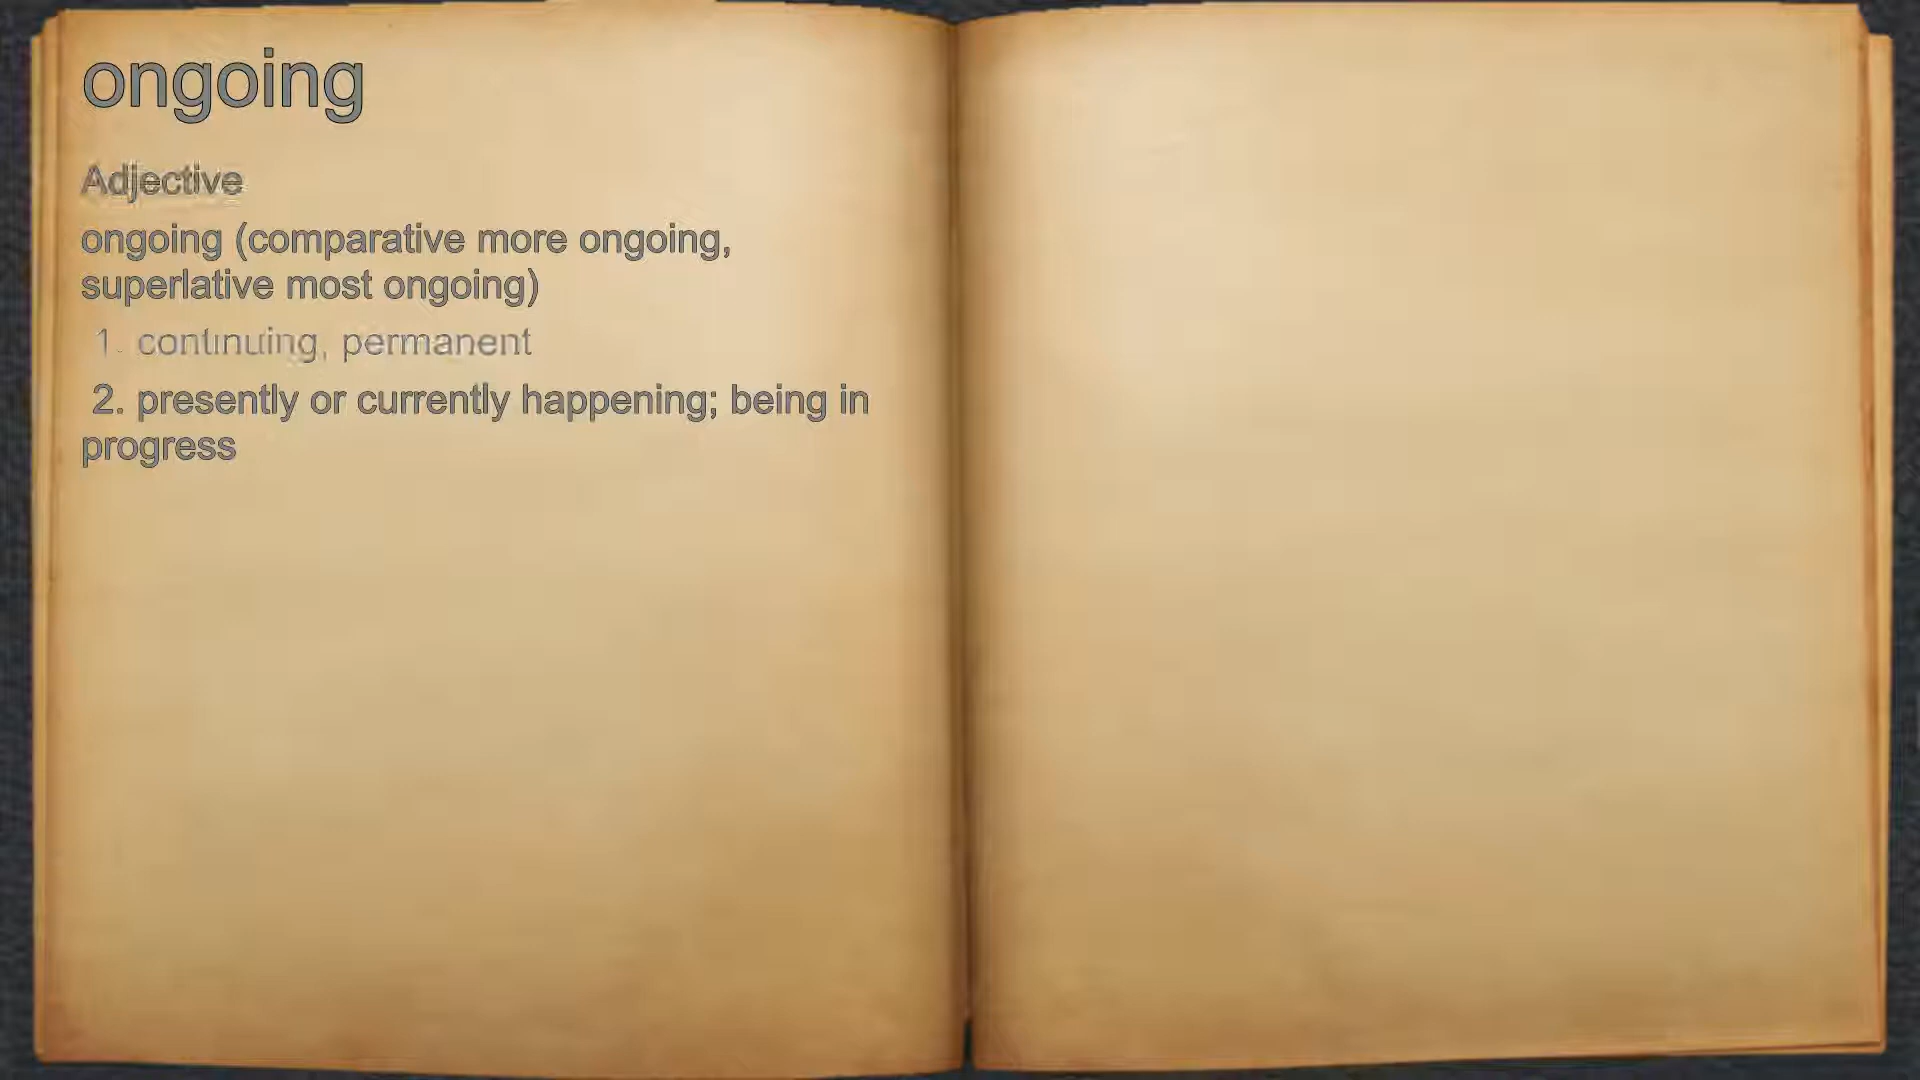 ongoing
Adjective
ongoing (comparative more ongoing,
superlative most ongoing)
1. continuing, permanent
2. presently or currently happening; being in
progress